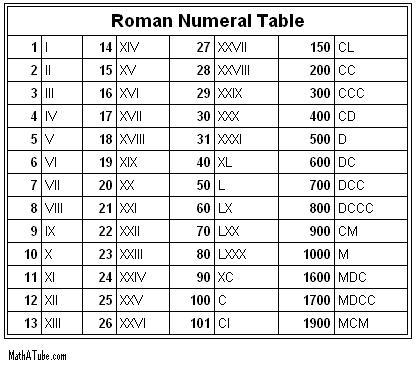 Roman Numeral Table
1 I 14 XIV 27 XXVII 150 CL
2 II 15 XV 28 XXVIII 200 CC
3 III 16 XVI 29 XXIX 300 CCC
4 IV 17 XVII 30 XXX 400 CD
5 V 18 XVIII 31 XXXI 500 D
6 VI 19 XIX 40 XL 600 DC
7 VII 20 XX 50 L 700 DCC
8 VIII 21 XXI 60 LX 800 DCCC
9 IX 22 XXII 70 LXX 900 CM
10 X 23 XXIII 80 LXXX 1000 M
11 XI 24 XXIV 90 XC 1600 MDC
12 XII 25 XXV 100 C 1700 MDCC
13 XIII 26 XXVI 101 CI 1900 MCM
MathATube.com